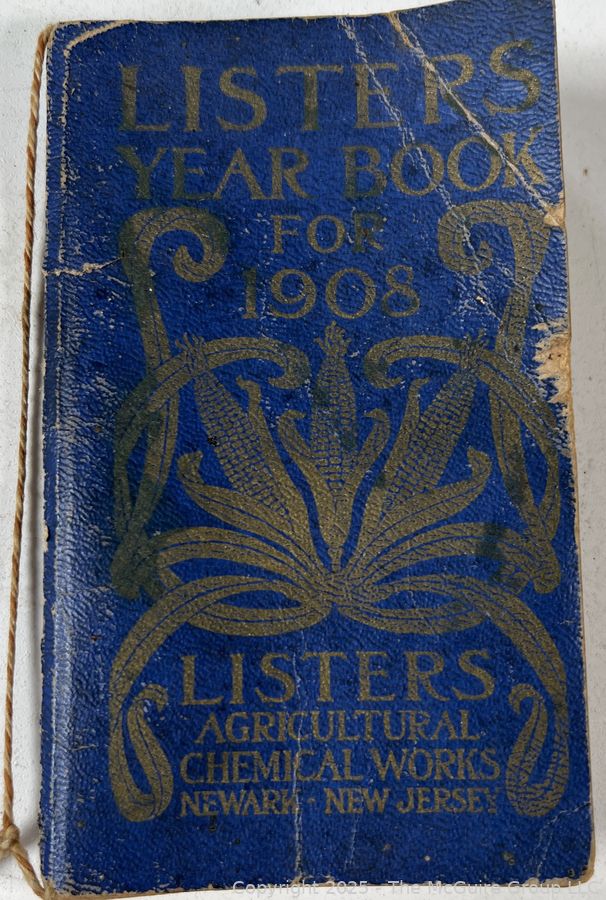 LISTERS
YEAR BOOK
FOR
1908
LISTERS
AGRICULTURAL
CHEMICAL WORKS
NEWARK - NEW JERSEY
Copyright 2025 - The McGuire Group LLC